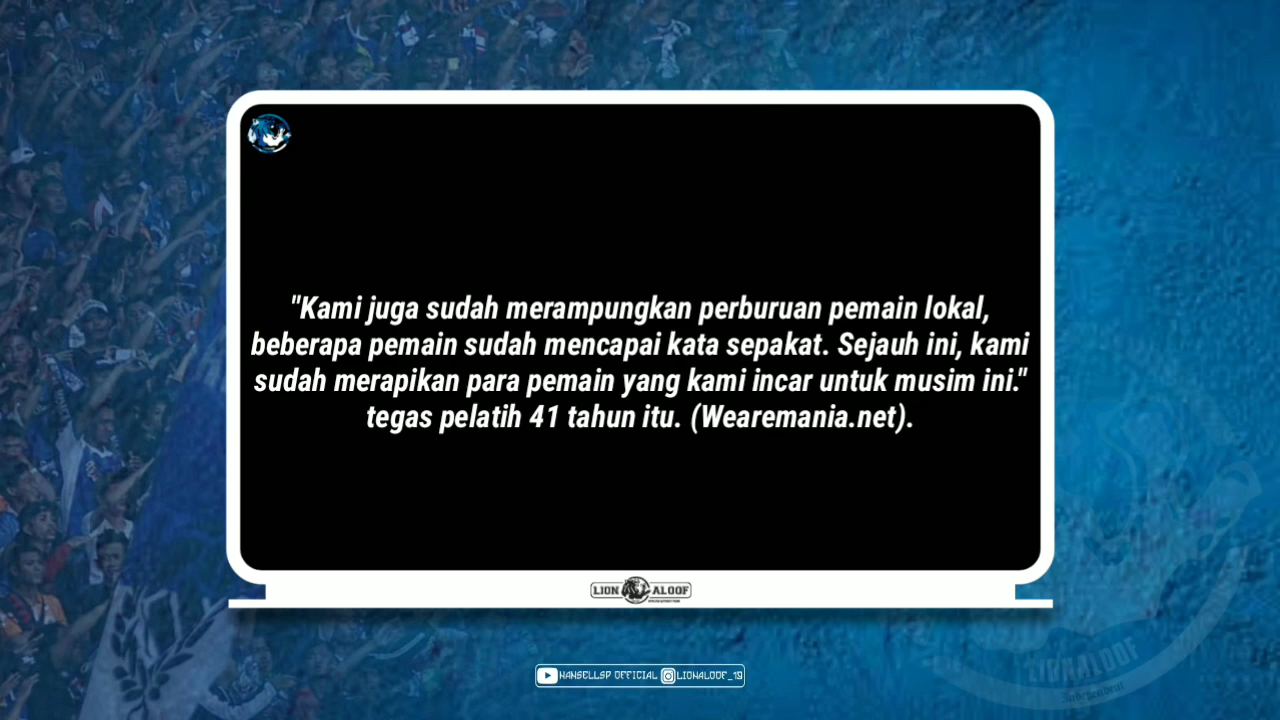 "Kami juga sudah merampungkan perburuan pemain lokal,
beberapa pemain sudah mencapai kata sepakat. Sejauh ini, kami
sudah merapikan para pemain yang kami incar untuk musim ini."
tegas pelatih 41 tahun itu. (Wearemania.net).
LION ALOOF
HANSELLSP OFFICIAL LIONALOOF_19
LIONALOOF
Independent